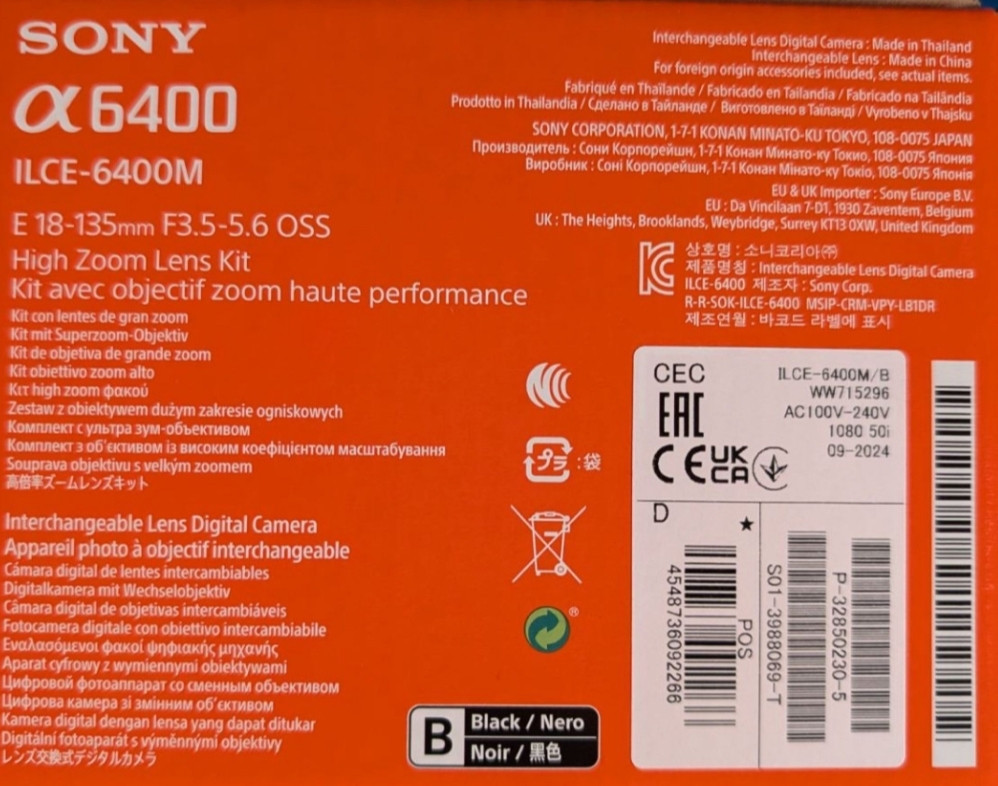 SONY
α6400
ILCE-6400M
E 18-135mm F3.5-5.6 OSS
High Zoom Lens Kit
Kit avec objectif zoom haute performance
Kit con lentes de gran zoom
Kit mit Superzoom-Objektiv
Kit de objetiva de grande zoom
Kit obiettivo zoom alto
Κιτ high zoom φακού
Zestaw z obiektywem dużym zakresie ogniskowych
Комплект с ультра зум-объективом
Комплект з об'єктивом із високим коефіцієнтом масштабування
Souprava objektivu s velkým zoomem
高倍率ズームレンズキット
Interchangeable Lens Digital Camera
Appareil photo à objectif interchangeable
Cámara digital de lentes intercambiables
Digitalkamera mit Wechselobjektiv
Câmara digital de objetivas intercambiáveis
Fotocamera digitale con obiettivo intercambiabile
Εναλασόμενοι φακοί ψηφιακής μηχανής
Aparat cyfrowy z wymiennymi obiektywami
Цифровой фотоаппарат со сменным объективом
Цифрова камера зі змінним об'єктивом
Kamera digital dengan lensa yang dapat ditukar
Digitální fotoaparát s výměnnými objektivy
レンズ交換式デジタルカメラ
Interchangeable Lens Digital Camera : Made in Thailand
Interchangeable Lens : Made in China
For foreign origin accessories included, see actual items.
Fabriqué en Thaïlande / Fabricado en Tailandia / Fabricado na Tailândia
Prodotto in Thailandia / Сделано в Тайланде / Виготовлено в Таїланді / Vyrobeno v Thajsku
SONY CORPORATION, 1-7-1 KONAN MINATO-KU TOKYO, 108-0075 JAPAN
Производитель : Сони Корпорейшн, 1-7-1 Конан Минато-ку Токио, 108-0075 Япония
Виробник : Соні Корпорейшн, 1-7-1 Конан Мінато-ку Токіо, 108-0075 Японія
EU & UK Importer : Sony Europe B.V.
EU : Da Vincilaan 7-D1, 1930 Zaventem, Belgium
UK : The Heights, Brooklands, Weybridge, Surrey KT13 0XW, United Kingdom
상호명 : 소니코리아㈜
제품명칭 : Interchangeable Lens Digital Camera
ILCE-6400 제조자 : Sony Corp.
R-R-SOK-ILCE-6400 MSIP-CRM-VPY-LB1DR
제조연월 : 바코드 라벨에 표시
プラ : 袋
B
Black / Nero
Noir / 黑色
CEC
EAC
CE UK CA
ILCE-6400M/B
WW715296
AC100V-240V
1080 50i
09-2024
D
4548736092266
POS
S01-3988069-T
P-32850230-5